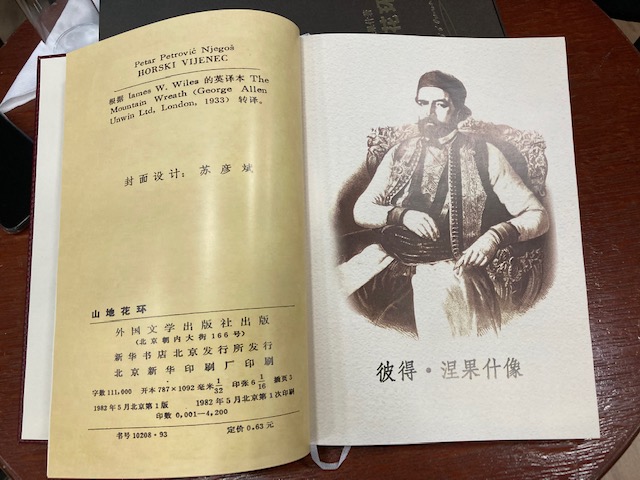 Petar Petrović Njegoš
HORSKI VIJENEC
根据 Iames W. Wiles 的英译本 The
Mountain Wreath (George Allen
Unwin Ltd, London, 1933) 转译。
封面设计：苏彦斌
山地花环
外国文学出版社出版
（北京朝内大街166号）
新华书店北京发行所发行
北京新华印刷厂印刷
字数 111,000 开本 787×1092 毫米 1/32 印张 6 1/16 插页 3
1982年5月北京第1版 1982年5月北京第1次印刷
印数 0,001—4,200
书号 10208·93 定价 0.63 元
彼得·涅果什像
花环